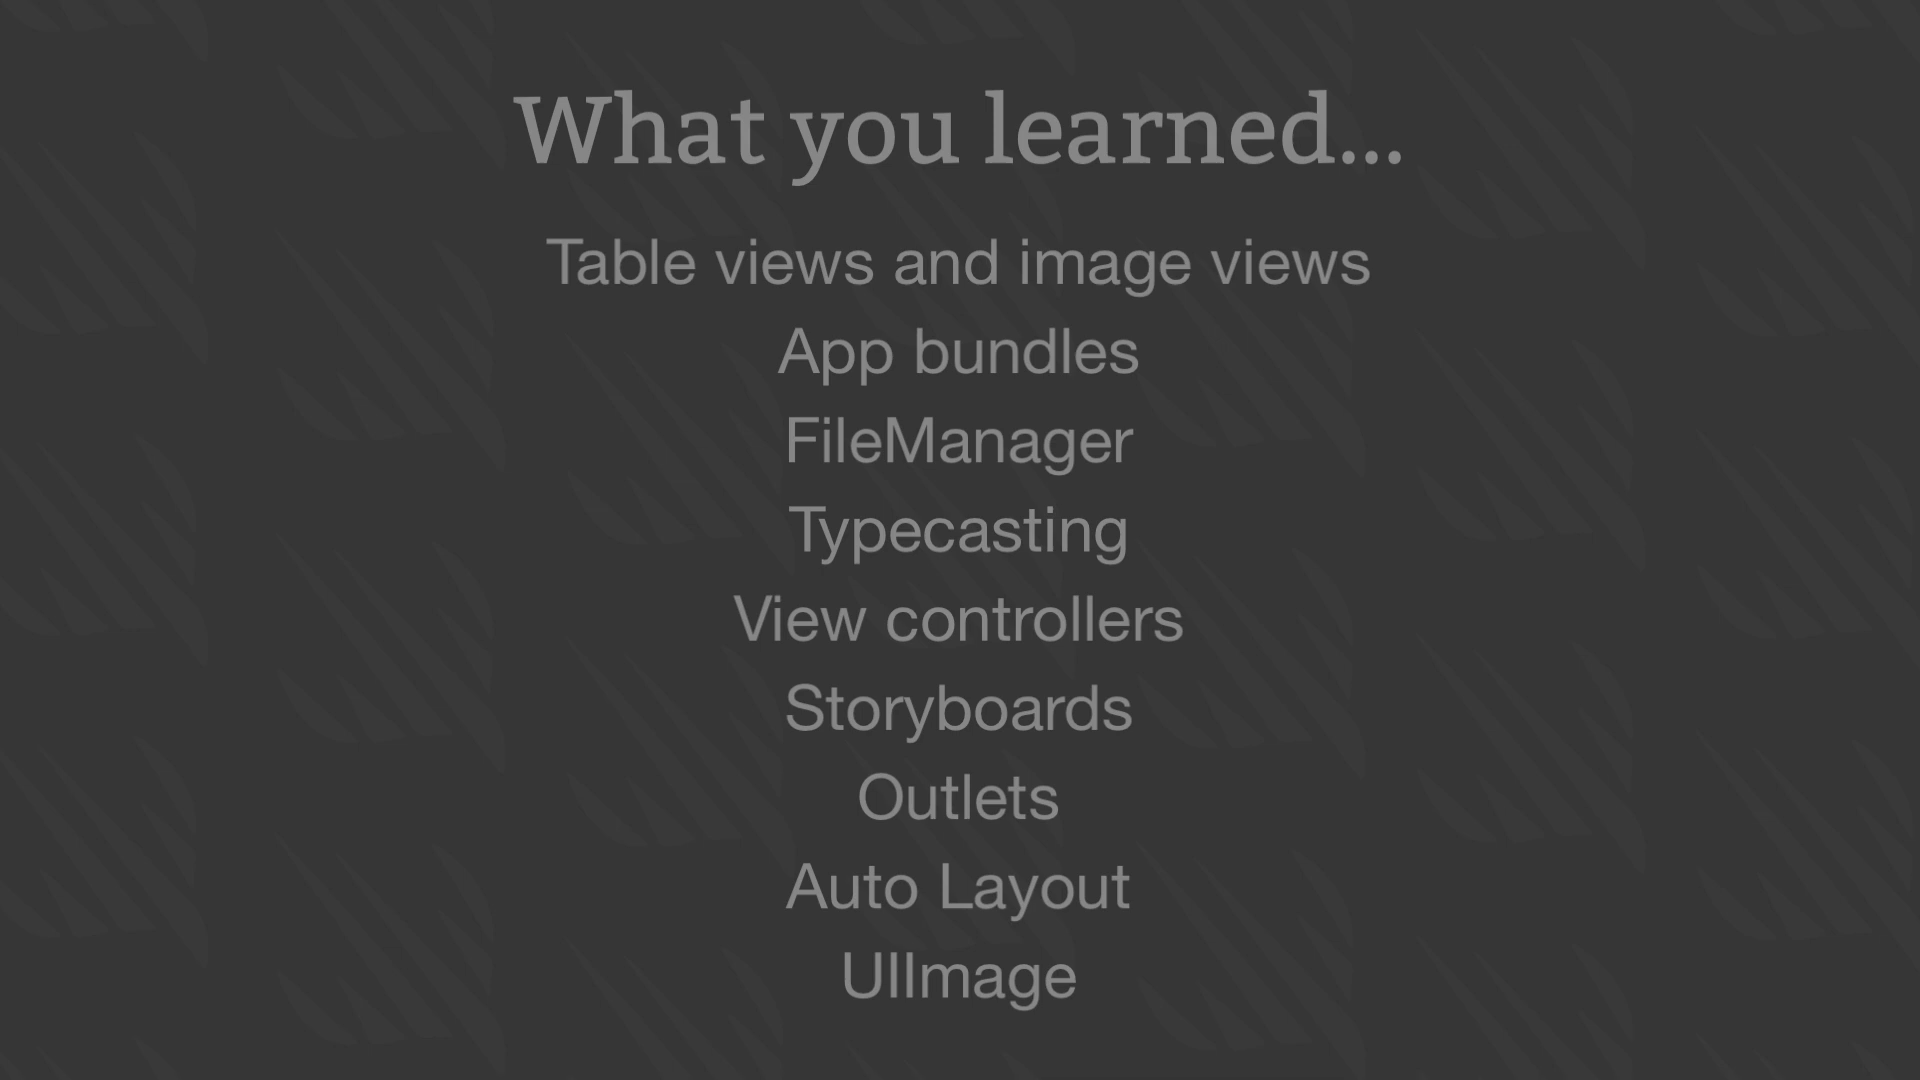 What you learned...
Table views and image views
App bundles
FileManager
Typecasting
View controllers
Storyboards
Outlets
Auto Layout
UIImage